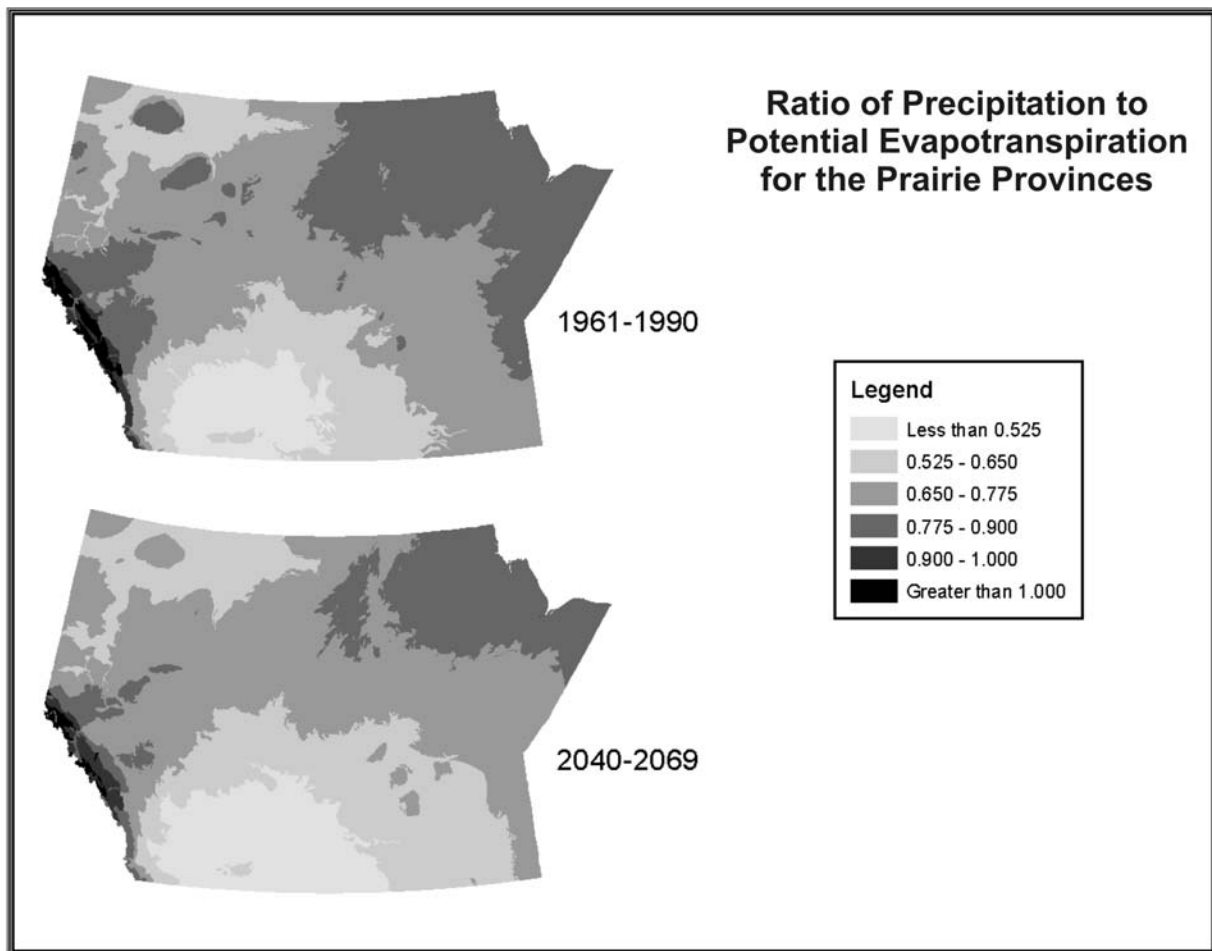 Ratio of Precipitation to
Potential Evapotranspiration
for the Prairie Provinces
1961-1990
Legend
Less than 0.525
0.525 - 0.650
0.650 - 0.775
0.775 - 0.900
0.900 - 1.000
Greater than 1.000
2040-2069